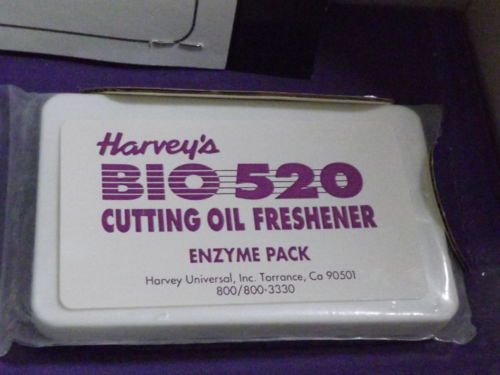 Harvey's
BIO 520
CUTTING OIL FRESHENER
ENZYME PACK
Harvey Universal, Inc. Torrance, Ca 90501
800/800-3330